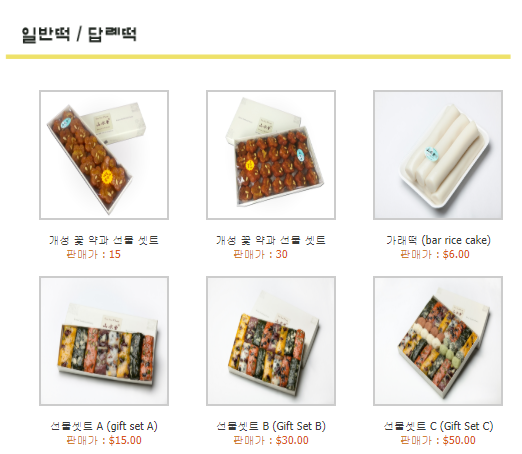 일반떡 / 답례떡
개성 꽃 약과 선물 셋트
판매가 : 15
개성 꽃 약과 선물 셋트
판매가 : 30
가래떡 (bar rice cake)
판매가 : $6.00
선물셋트 A (gift set A)
판매가 : $15.00
선물셋트 B (Gift Set B)
판매가 : $30.00
선물셋트 C (Gift Set C)
판매가 : $50.00